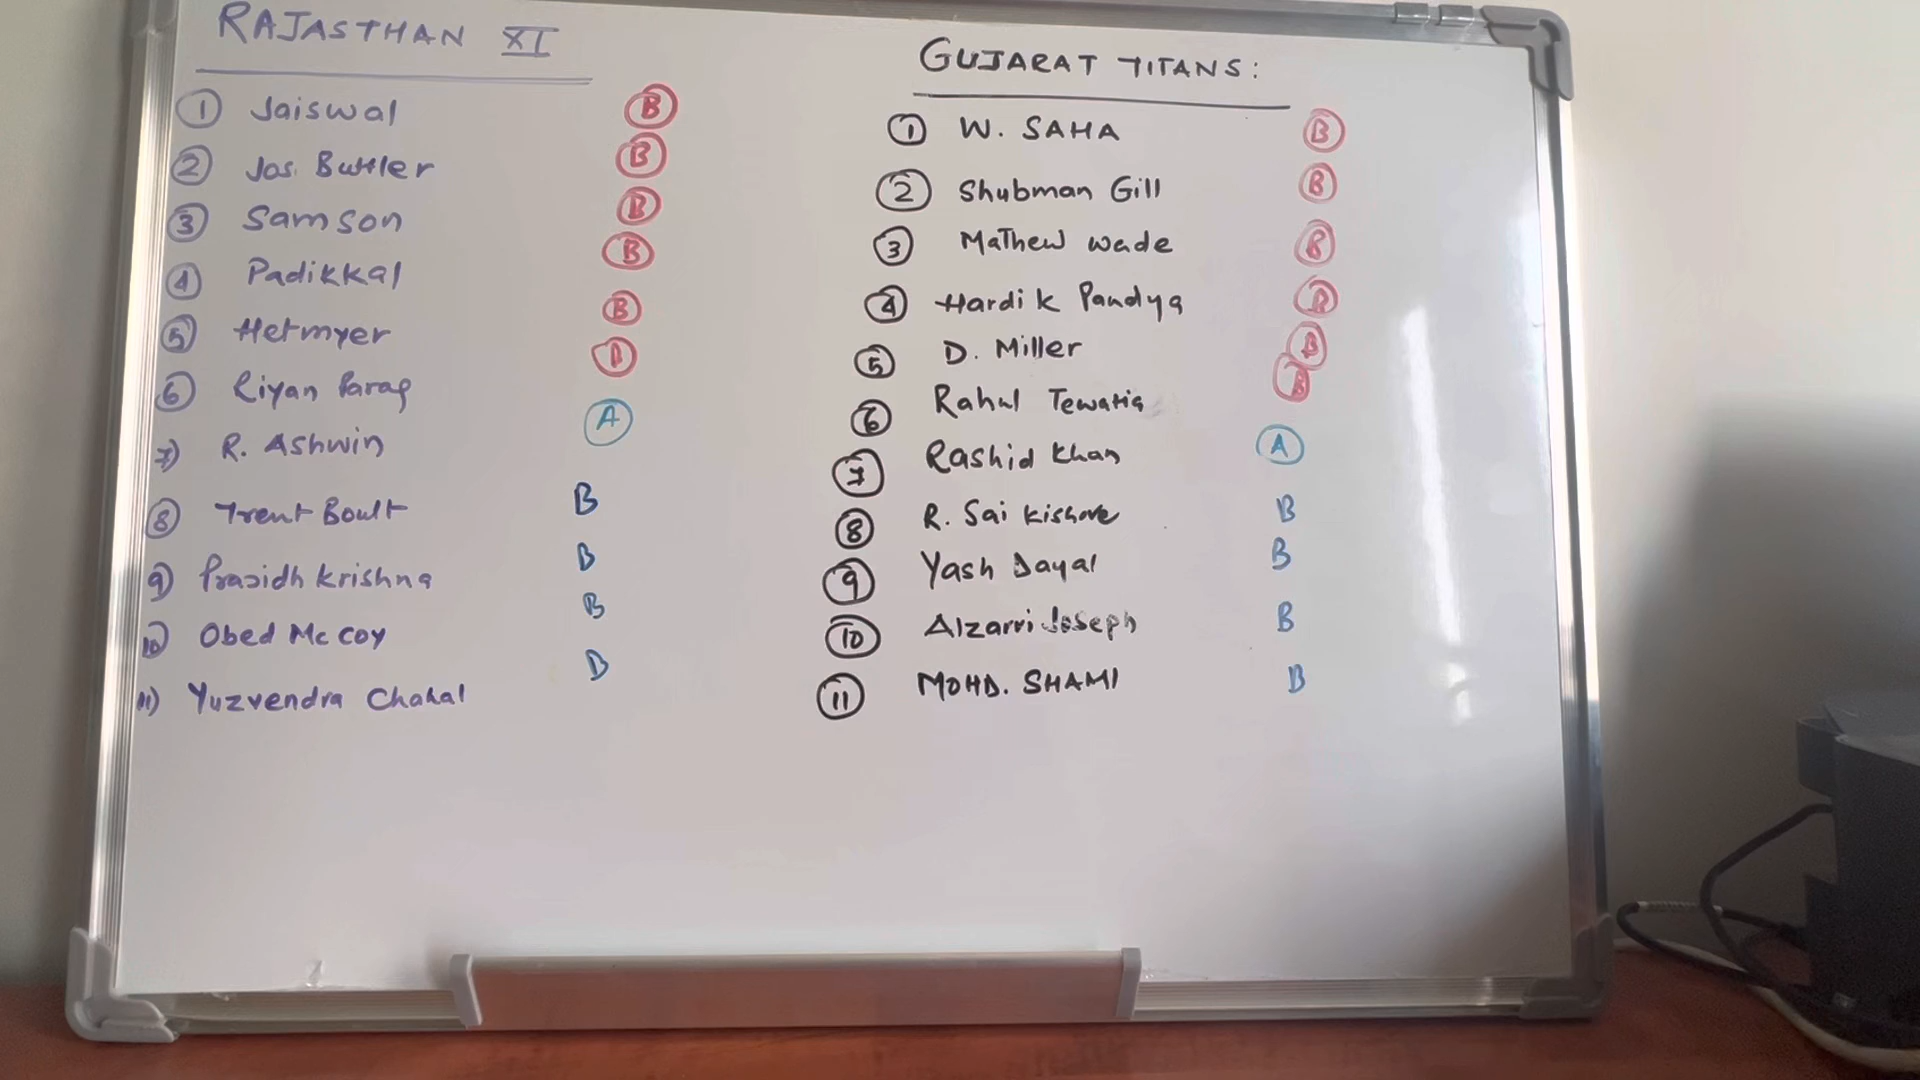 RAJASTHAN XI
1 Jaiswal B
2 Jos. Buttler B
3 Samson B
4 Padikkal B
5 Hetmyer B
6 Riyan Parag B
7) R. Ashwin A
8 Trent Boult B
9) Prasidh Krishna B
10 Obed Mc Coy B
11) Yuzvendra Chahal B
GUJARAT TITANS:
1 W. SAHA B
2 Shubman Gill B
3 Mathew Wade B
4 Hardik Pandya B
5 D. Miller B
6 Rahul Tewatia B
7 Rashid Khan A
8 R. Sai Kishore B
9 Yash Dayal B
10 Alzarri Joseph B
11 MOHD. SHAMI B